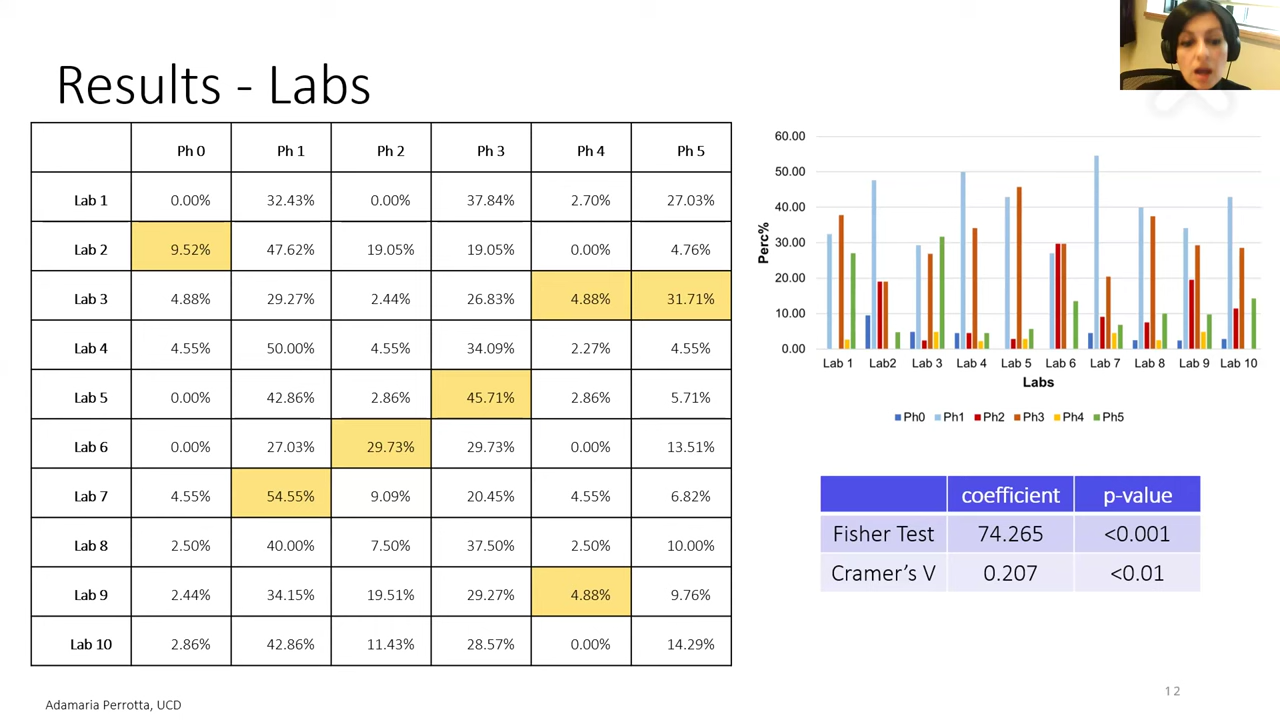 Results - Labs
Ph 0 Ph 1 Ph 2 Ph 3 Ph 4 Ph 5
Lab 1 0.00% 32.43% 0.00% 37.84% 2.70% 27.03%
Lab 2 9.52% 47.62% 19.05% 19.05% 0.00% 4.76%
Lab 3 4.88% 29.27% 2.44% 26.83% 4.88% 31.71%
Lab 4 4.55% 50.00% 4.55% 34.09% 2.27% 4.55%
Lab 5 0.00% 42.86% 2.86% 45.71% 2.86% 5.71%
Lab 6 0.00% 27.03% 29.73% 29.73% 0.00% 13.51%
Lab 7 4.55% 54.55% 9.09% 20.45% 4.55% 6.82%
Lab 8 2.50% 40.00% 7.50% 37.50% 2.50% 10.00%
Lab 9 2.44% 34.15% 19.51% 29.27% 4.88% 9.76%
Lab 10 2.86% 42.86% 11.43% 28.57% 0.00% 14.29%
60.00
50.00
40.00
30.00
20.00
10.00
0.00
Perc%
Lab 1 Lab2 Lab 3 Lab 4 Lab 5 Lab 6 Lab 7 Lab 8 Lab 9 Lab 10
Labs
Ph0 Ph1 Ph2 Ph3 Ph4 Ph5
coefficient p-value
Fisher Test 74.265 <0.001
Cramer's V 0.207 <0.01
Adamaria Perrotta, UCD
12